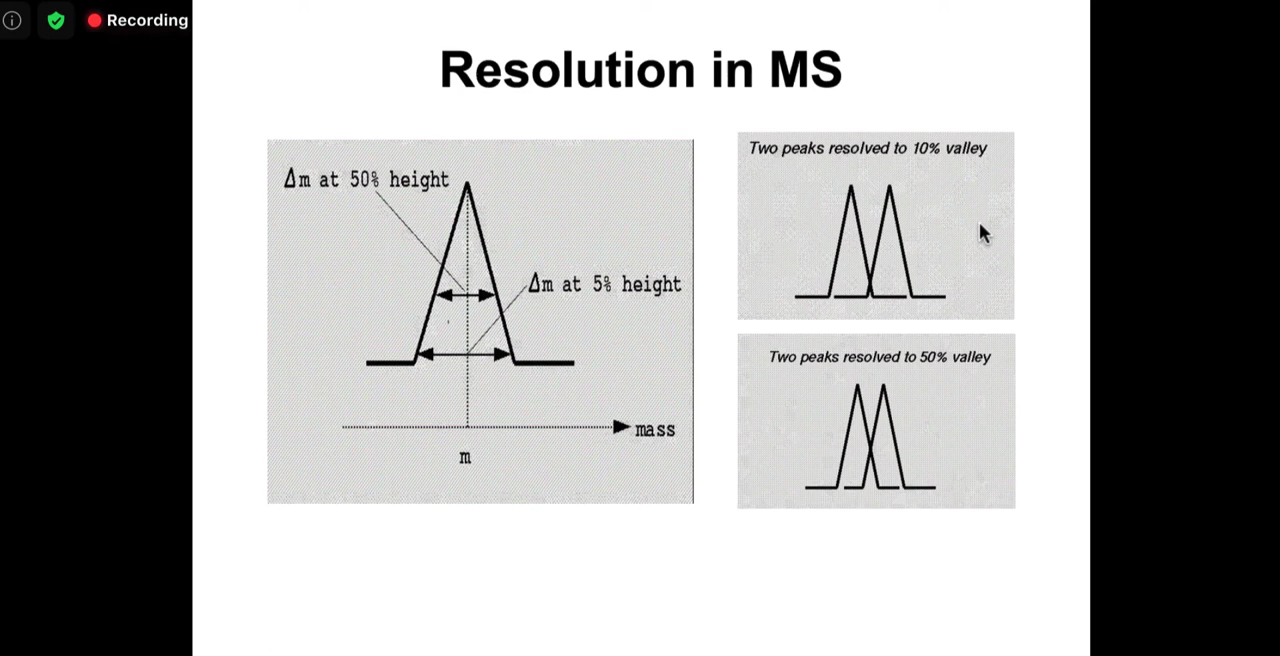 Recording
Resolution in MS
Δm at 50% height
Δm at 5% height
mass
m
Two peaks resolved to 10% valley
Two peaks resolved to 50% valley